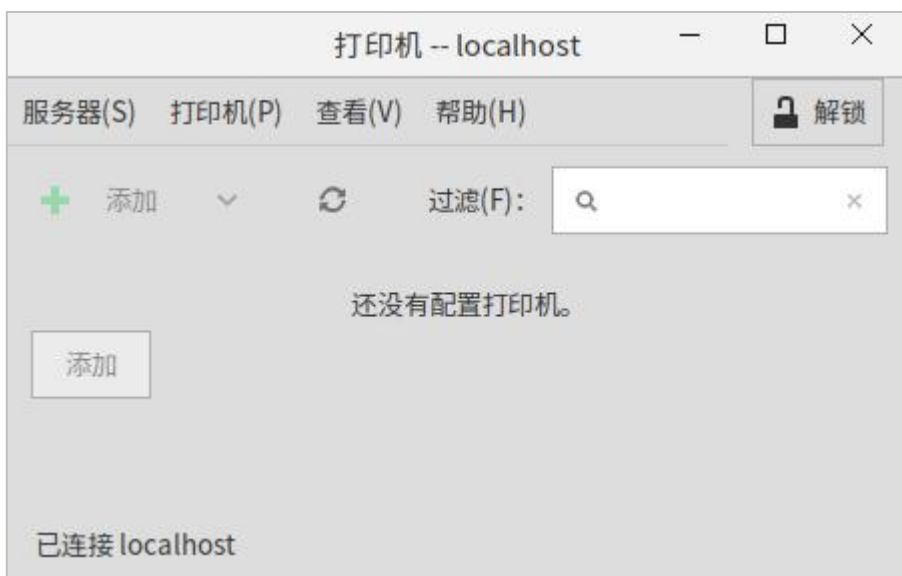 打印机 -- localhost
服务器(S) 打印机(P) 查看(V) 帮助(H) 解锁
添加 过滤(F)：
还没有配置打印机。
添加
已连接 localhost